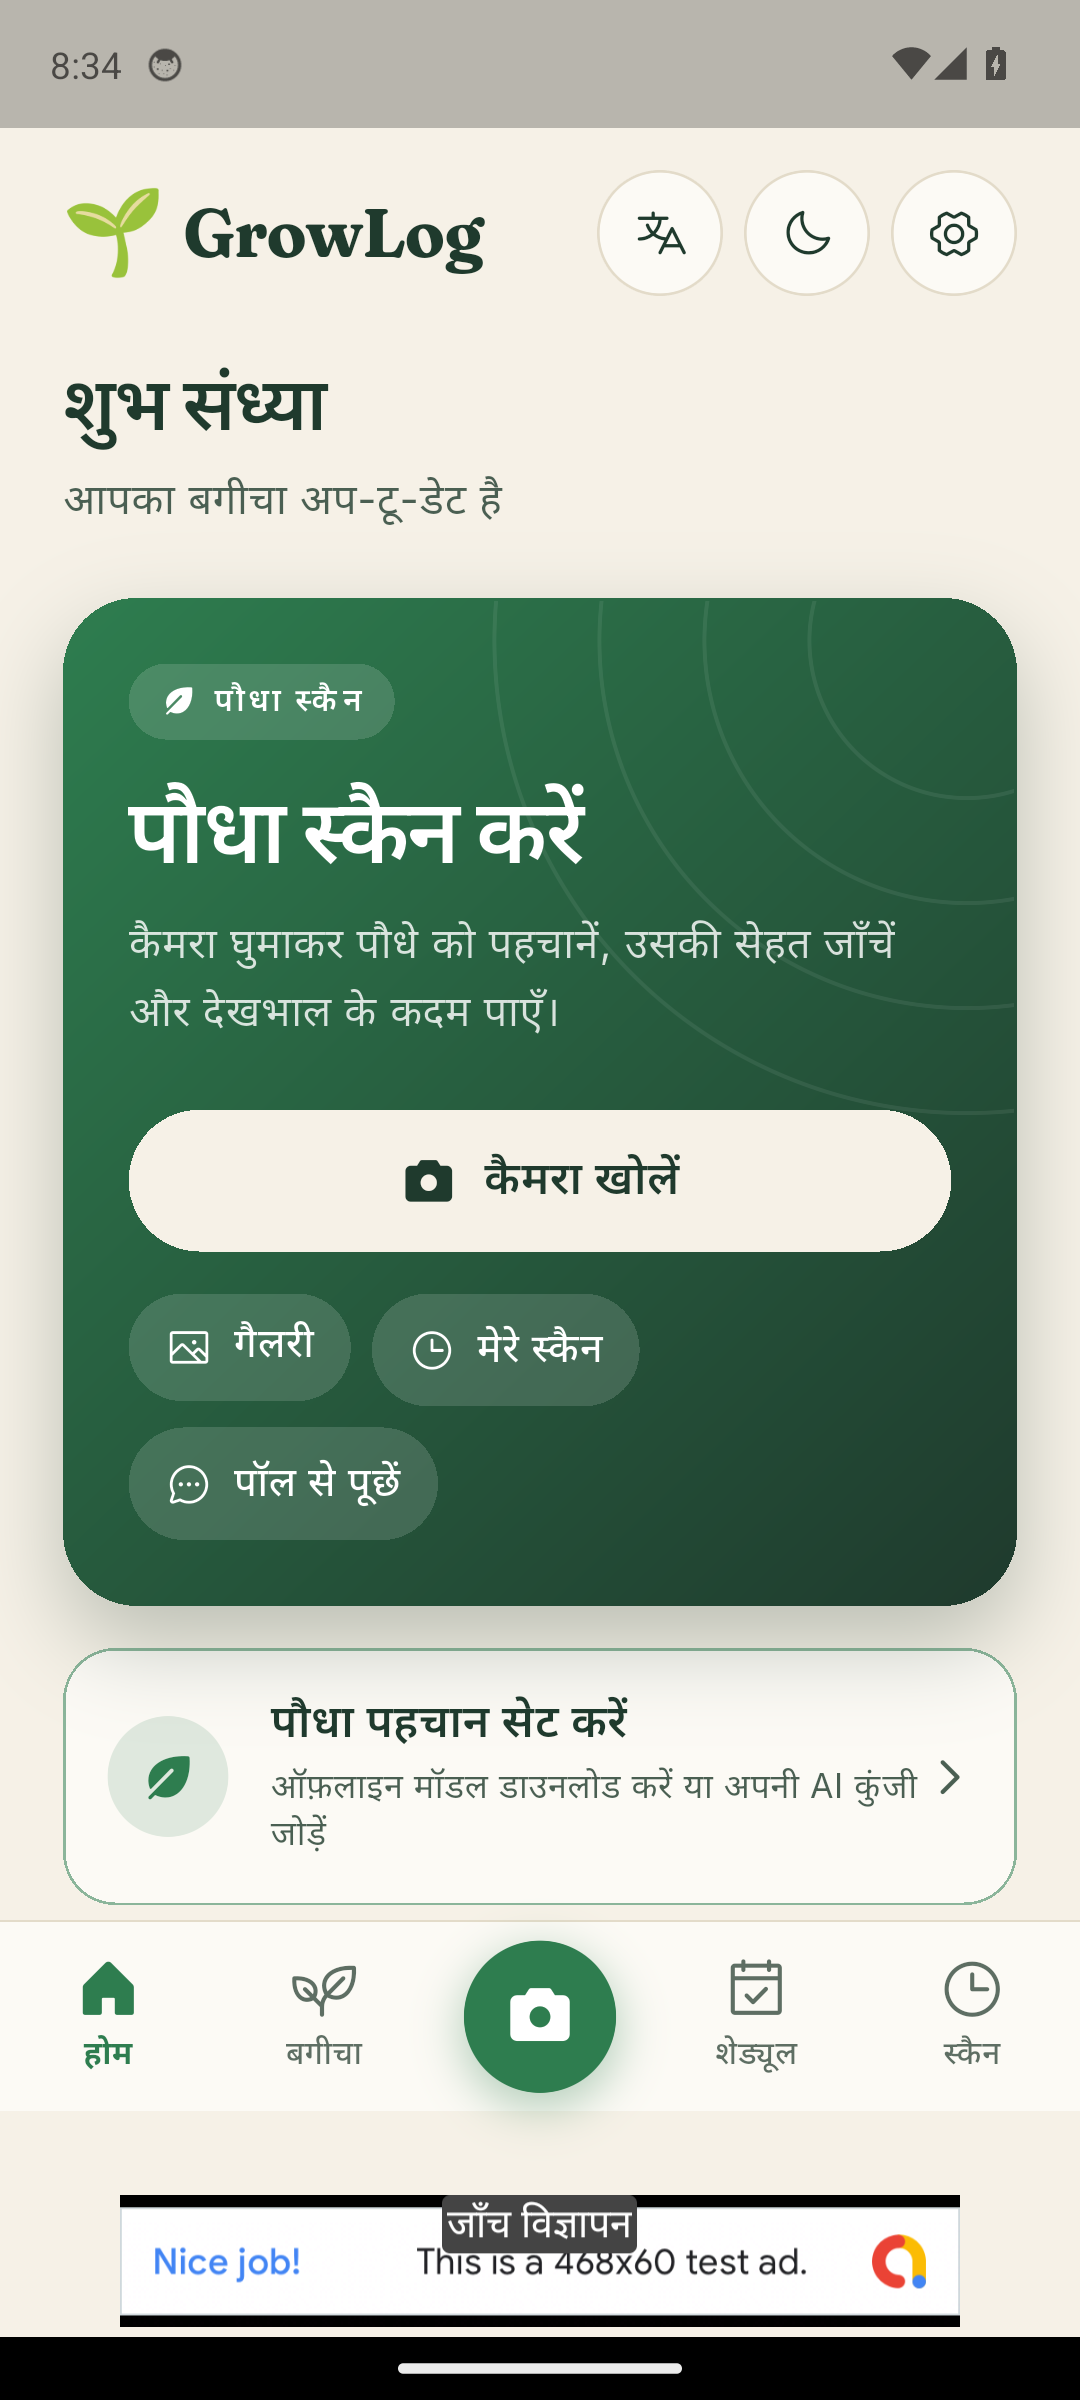 8:34
GrowLog
शुभ संध्या
आपका बगीचा अप-टू-डेट है
पौधा स्कैन
पौधा स्कैन करें
कैमरा घुमाकर पौधे को पहचानें, उसकी सेहत जाँचें
और देखभाल के कदम पाएँ।
कैमरा खोलें
गैलरी
मेरे स्कैन
पॉल से पूछें
पौधा पहचान सेट करें
ऑफ़लाइन मॉडल डाउनलोड करें या अपनी AI कुंजी
जोड़ें
होम
बगीचा
शेड्यूल
स्कैन
जाँच विज्ञापन
Nice job!
This is a 468x60 test ad.